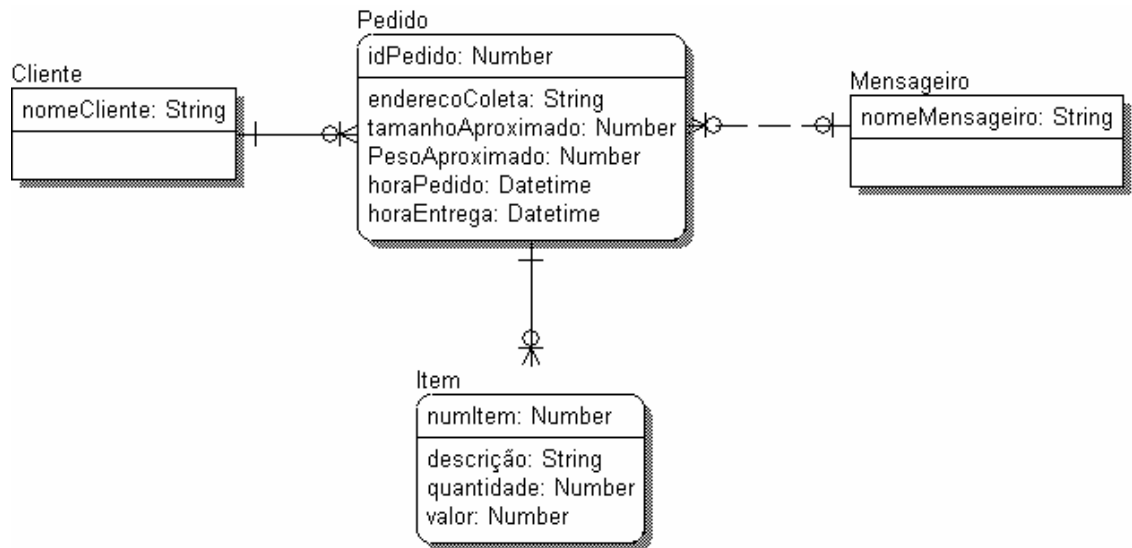 Pedido
idPedido: Number
enderecoColeta: String
tamanhoAproximado: Number
PesoAproximado: Number
horaPedido: Datetime
horaEntrega: Datetime
Cliente
nomeCliente: String
Mensageiro
nomeMensageiro: String
Item
numItem: Number
descrição: String
quantidade: Number
valor: Number